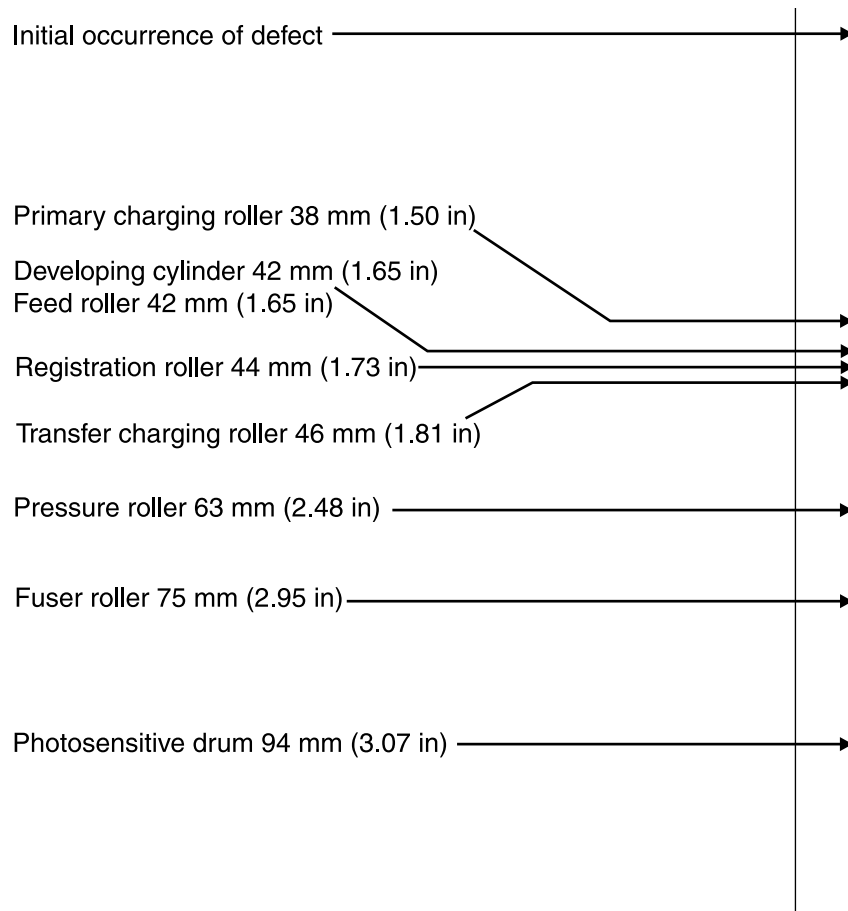 Initial occurrence of defect
Primary charging roller 38 mm (1.50 in)
Developing cylinder 42 mm (1.65 in)
Feed roller 42 mm (1.65 in)
Registration roller 44 mm (1.73 in)
Transfer charging roller 46 mm (1.81 in)
Pressure roller 63 mm (2.48 in)
Fuser roller 75 mm (2.95 in)
Photosensitive drum 94 mm (3.07 in)